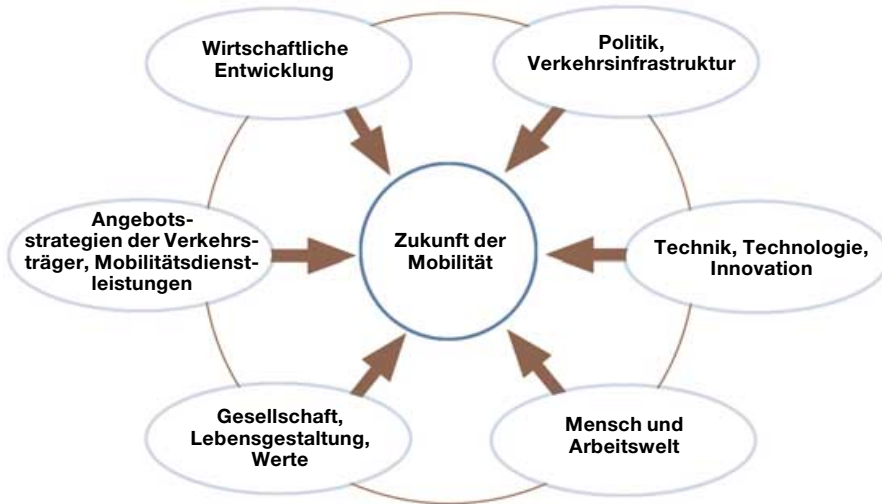 Wirtschaftliche
Entwicklung
Politik,
Verkehrsinfrastruktur
Angebots-
strategien der Verkehrs-
träger, Mobilitätsdienst-
leistungen
Zukunft der
Mobilität
Technik, Technologie,
Innovation
Gesellschaft,
Lebensgestaltung,
Werte
Mensch und
Arbeitswelt